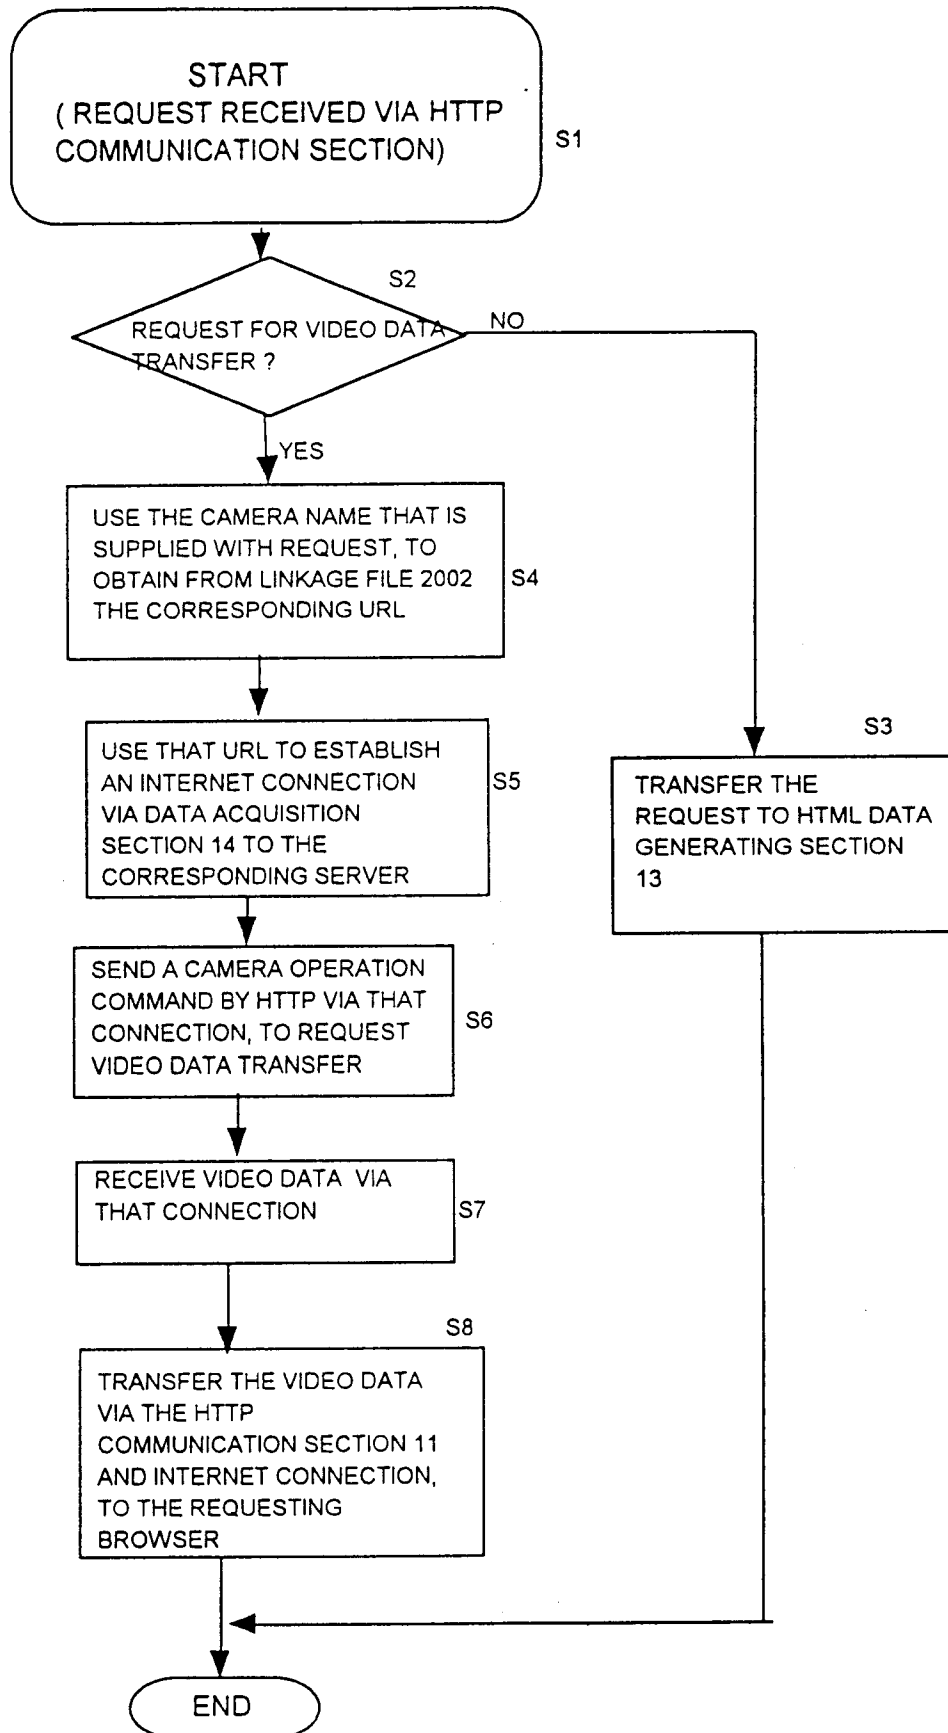 START
( REQUEST RECEIVED VIA HTTP
COMMUNICATION SECTION)
S1
S2
REQUEST FOR VIDEO DATA
TRANSFER ?
NO
YES
USE THE CAMERA NAME THAT IS
SUPPLIED WITH REQUEST, TO
OBTAIN FROM LINKAGE FILE 2002
THE CORRESPONDING URL
S4
USE THAT URL TO ESTABLISH
AN INTERNET CONNECTION
VIA DATA ACQUISITION
SECTION 14 TO THE
CORRESPONDING SERVER
S5
S3
TRANSFER THE
REQUEST TO HTML DATA
GENERATING SECTION
13
SEND A CAMERA OPERATION
COMMAND BY HTTP VIA THAT
CONNECTION, TO REQUEST
VIDEO DATA TRANSFER
S6
RECEIVE VIDEO DATA VIA
THAT CONNECTION
S7
S8
TRANSFER THE VIDEO DATA
VIA THE HTTP
COMMUNICATION SECTION 11
AND INTERNET CONNECTION,
TO THE REQUESTING
BROWSER
END